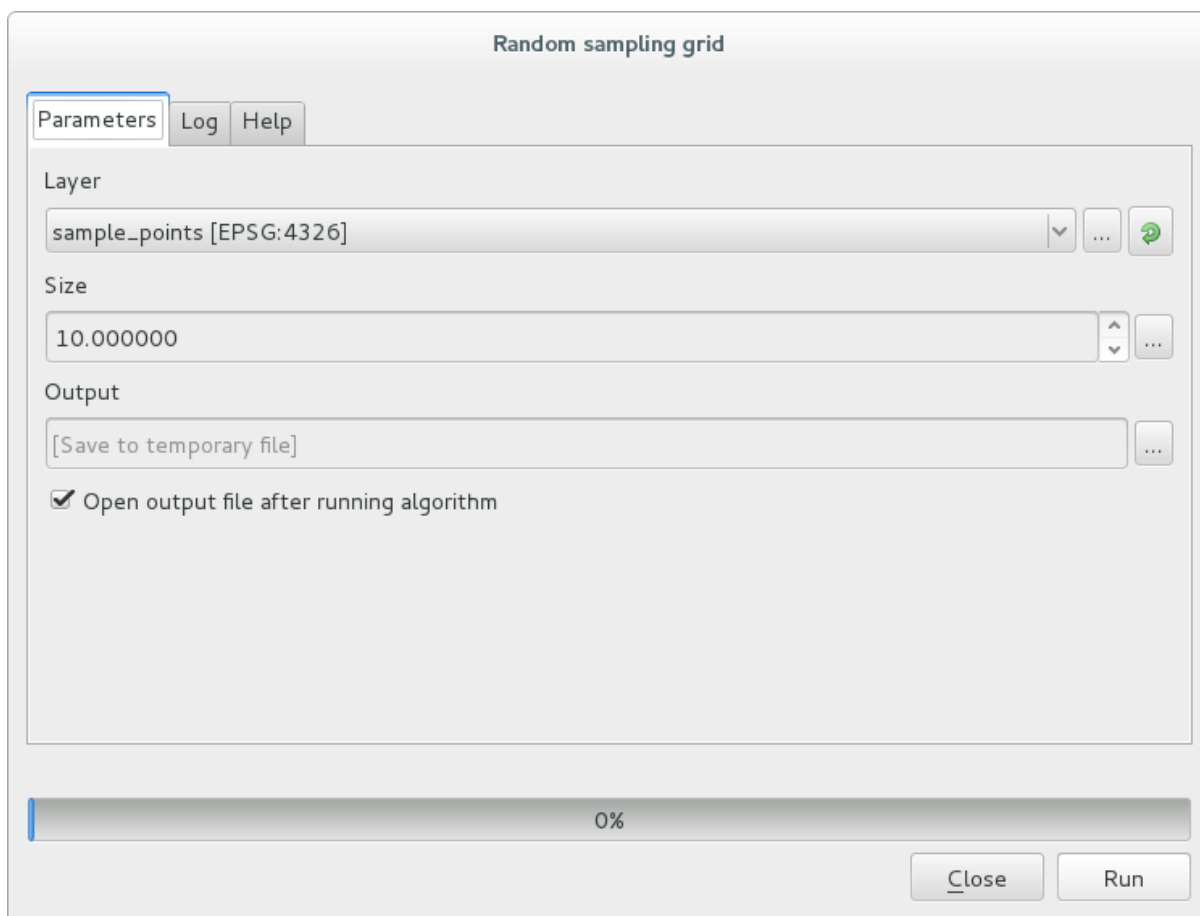 Random sampling grid
Parameters Log Help
Layer
sample_points [EPSG:4326]
...
Size
10.000000
...
Output
[Save to temporary file]
...
Open output file after running algorithm
0%
Close Run